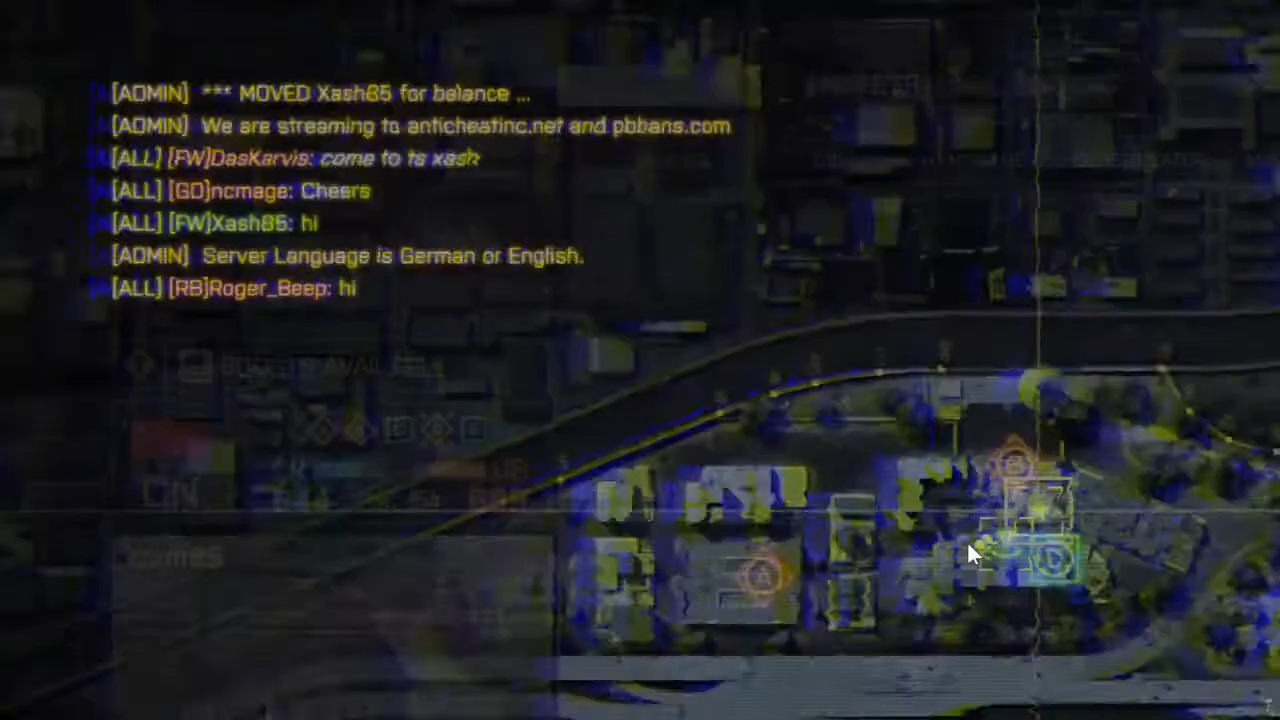 [ADMIN] *** MOVED Xash85 for balance ...
[ADMIN] We are streaming to anticheatinc.net and pbbans.com
[ALL] [FW]DasKarvis: come to ts xash
[ALL] [GD]ncmage: Cheers
[ALL] [FW]Xash85: hi
[ADMIN] Server Language is German or English.
[ALL] [RB]Roger_Beep: hi
B
A
C